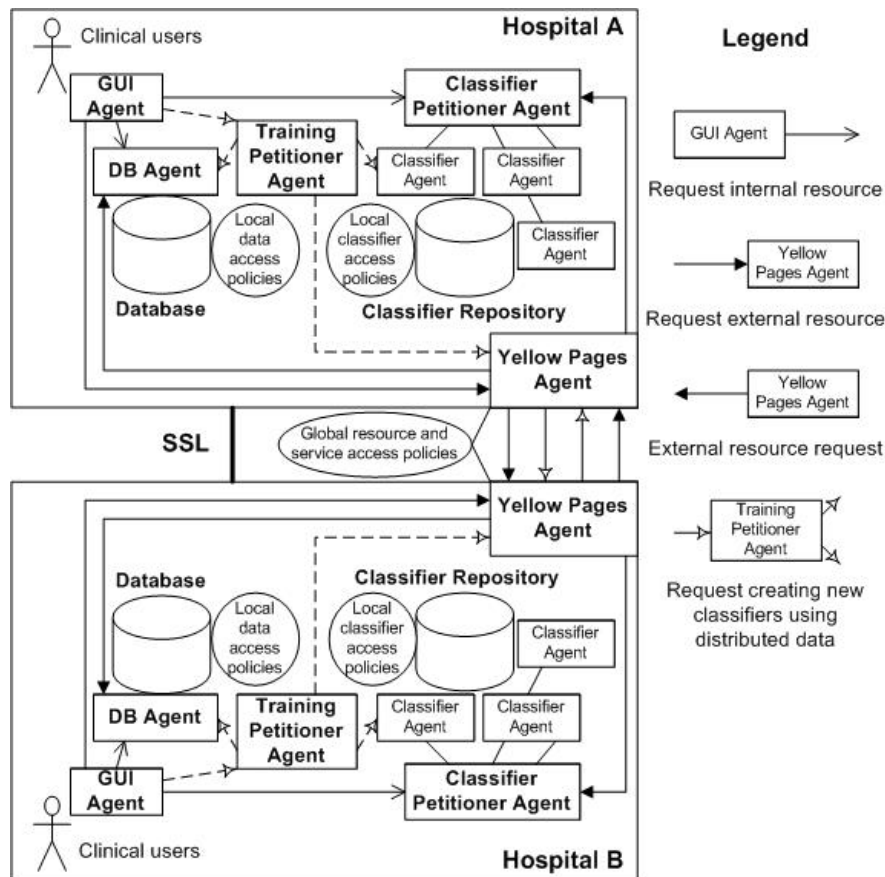 Clinical users
Hospital A
GUI
Agent
Classifier
Petitioner Agent
DB Agent
Training
Petitioner
Agent
Classifier
Agent
Classifier
Agent
Classifier
Agent
Local
data
access
policies
Local
classifier
access
policies
Database
Classifier Repository
Yellow Pages
Agent
SSL
Global resource and
service access policies
Yellow Pages
Agent
Database
Classifier Repository
Local
data
access
policies
Local
classifier
access
policies
Classifier
Agent
DB Agent
Training
Petitioner
Agent
Classifier
Agent
Classifier
Agent
GUI
Agent
Classifier
Petitioner Agent
Clinical users
Hospital B
Legend
GUI Agent
Request internal resource
Yellow
Pages Agent
Request external resource
Yellow
Pages Agent
External resource request
Training
Petitioner
Agent
Request creating new
classifiers using
distributed data